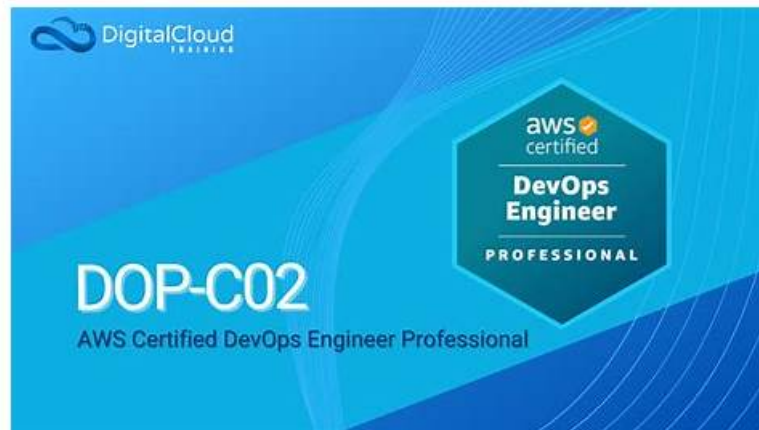 DigitalCloud
TRAINING
aws
certified
DevOps
Engineer
PROFESSIONAL
DOP-C02
AWS Certified DevOps Engineer Professional